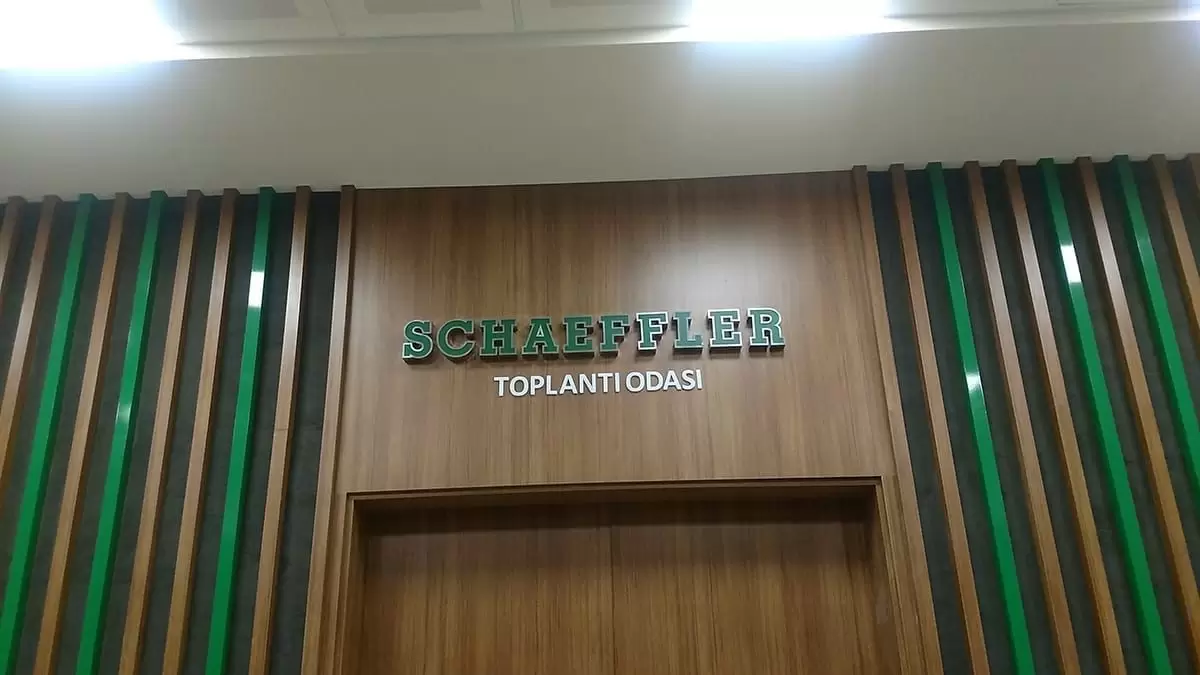 SCHAEFFLER
TOPLANTI ODASI